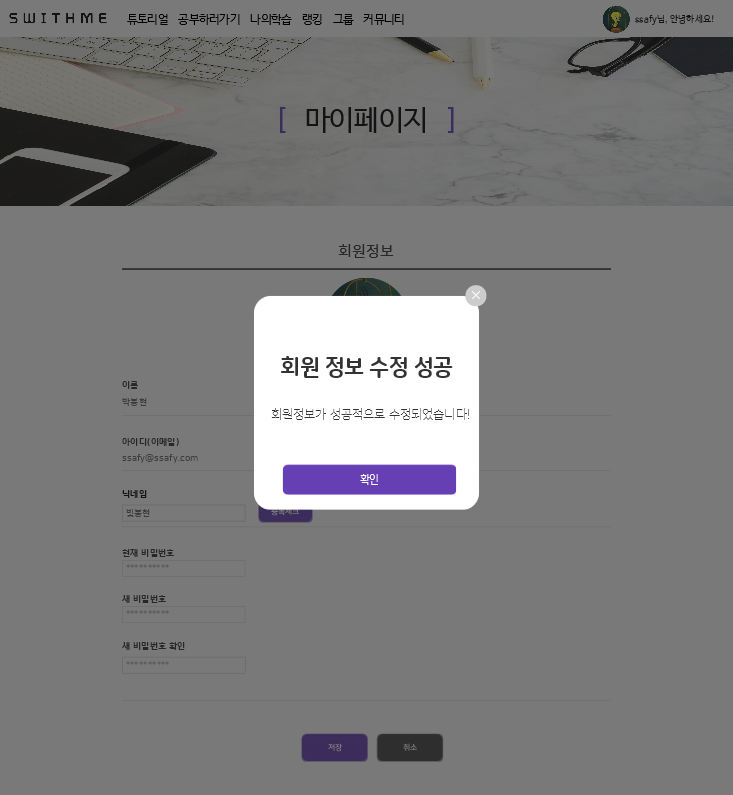 SWITHME 튜토리얼 공부하러가기 나의학습 랭킹 그룹 커뮤니티 ssafy님, 안녕하세요!
[ 마이페이지 ]
회원정보
회원 정보 수정 성공
회원정보가 성공적으로 수정되었습니다!
확인
이름
박봉현
아이디(이메일)
ssafy@ssafy.com
닉네임
빗봉현
중복체크
현재 비밀번호
**********
새 비밀번호
**********
새 비밀번호 확인
**********
저장 취소